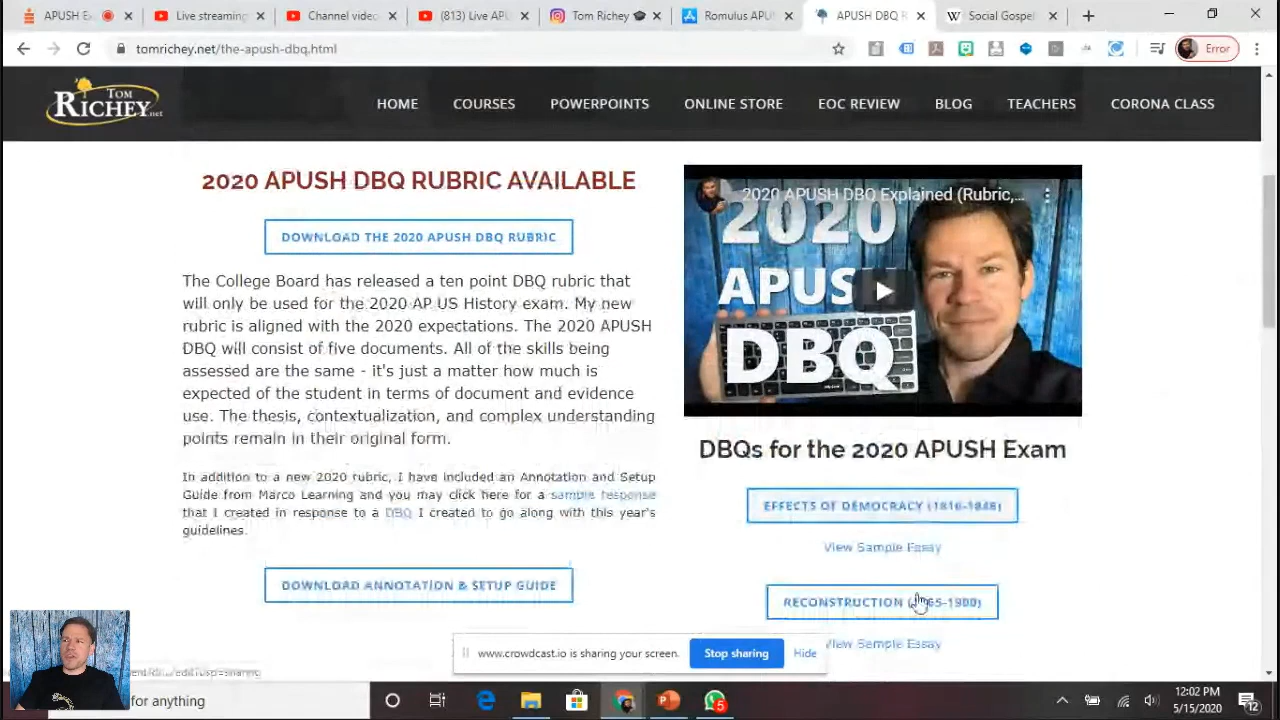 APUSH E
Live streaming
Channel video
(813) Live APU
Tom Richey
Romulus APU
APUSH DBQ R
Social Gospel
tomrichey.net/the-apush-dbq.html
Error
TOM
RICHEY.net
HOME
COURSES
POWERPOINTS
ONLINE STORE
EOC REVIEW
BLOG
TEACHERS
CORONA CLASS
2020 APUSH DBQ RUBRIC AVAILABLE
DOWNLOAD THE 2020 APUSH DBQ RUBRIC
The College Board has released a ten point DBQ rubric that
will only be used for the 2020 AP US History exam. My new
rubric is aligned with the 2020 expectations. The 2020 APUSH
DBQ will consist of five documents. All of the skills being
assessed are the same - it's just a matter how much is
expected of the student in terms of document and evidence
use. The thesis, contextualization, and complex understanding
points remain in their original form.
In addition to a new 2020 rubric, I have included an Annotation and Setup
Guide from Marco Learning and you may click here for a sample response
that I created in response to a DBQ I created to go along with this year's
guidelines.
DOWNLOAD ANNOTATION & SETUP GUIDE
2020 APUSH DBQ Explained (Rubric,...
2020
APUSH
DBQ
DBQs for the 2020 APUSH Exam
EFFECTS OF DEMOCRACY (1816-1848)
View Sample Essay
RECONSTRUCTION 65-1900)
View Sample Essay
www.crowdcast.io is sharing your screen.
Stop sharing
Hide
for anything
5
12:02 PM
5/15/2020
12